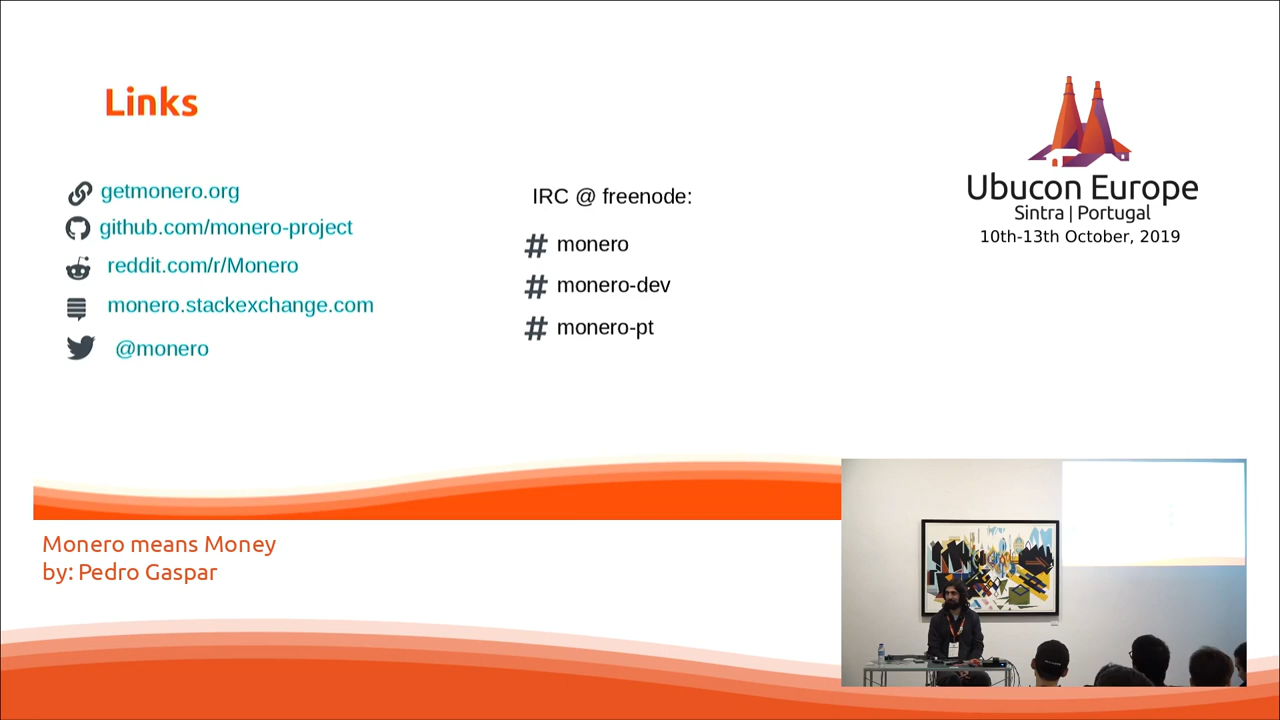 Links
getmonero.org
github.com/monero-project
reddit.com/r/Monero
monero.stackexchange.com
@monero
IRC @ freenode:
# monero
# monero-dev
# monero-pt
Ubucon Europe
Sintra | Portugal
10th-13th October, 2019
Monero means Money
by: Pedro Gaspar